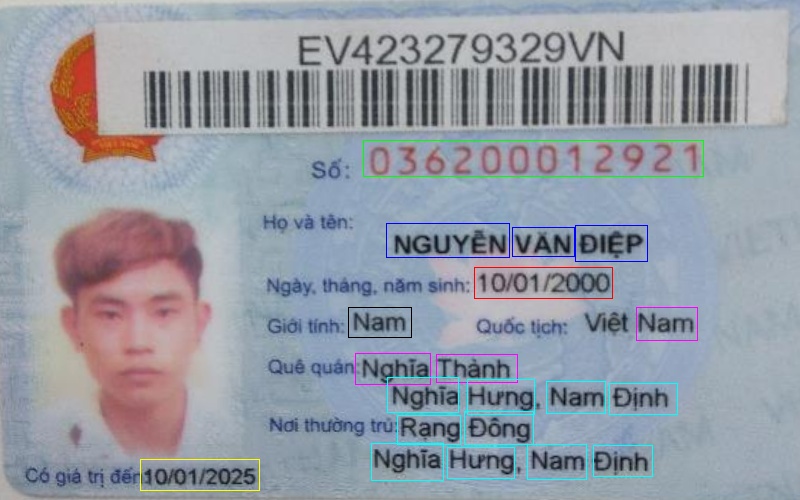 EV423279329VN
Số: 036200012921
Họ và tên:
NGUYỄN VĂN ĐIỆP
Ngày, tháng, năm sinh: 10/01/2000
Giới tính: Nam Quốc tịch: Việt Nam
Quê quán: Nghĩa Thành
Nghĩa Hưng, Nam Định
Nơi thường trú: Rạng Đông
Nghĩa Hưng, Nam Định
Có giá trị đến 10/01/2025